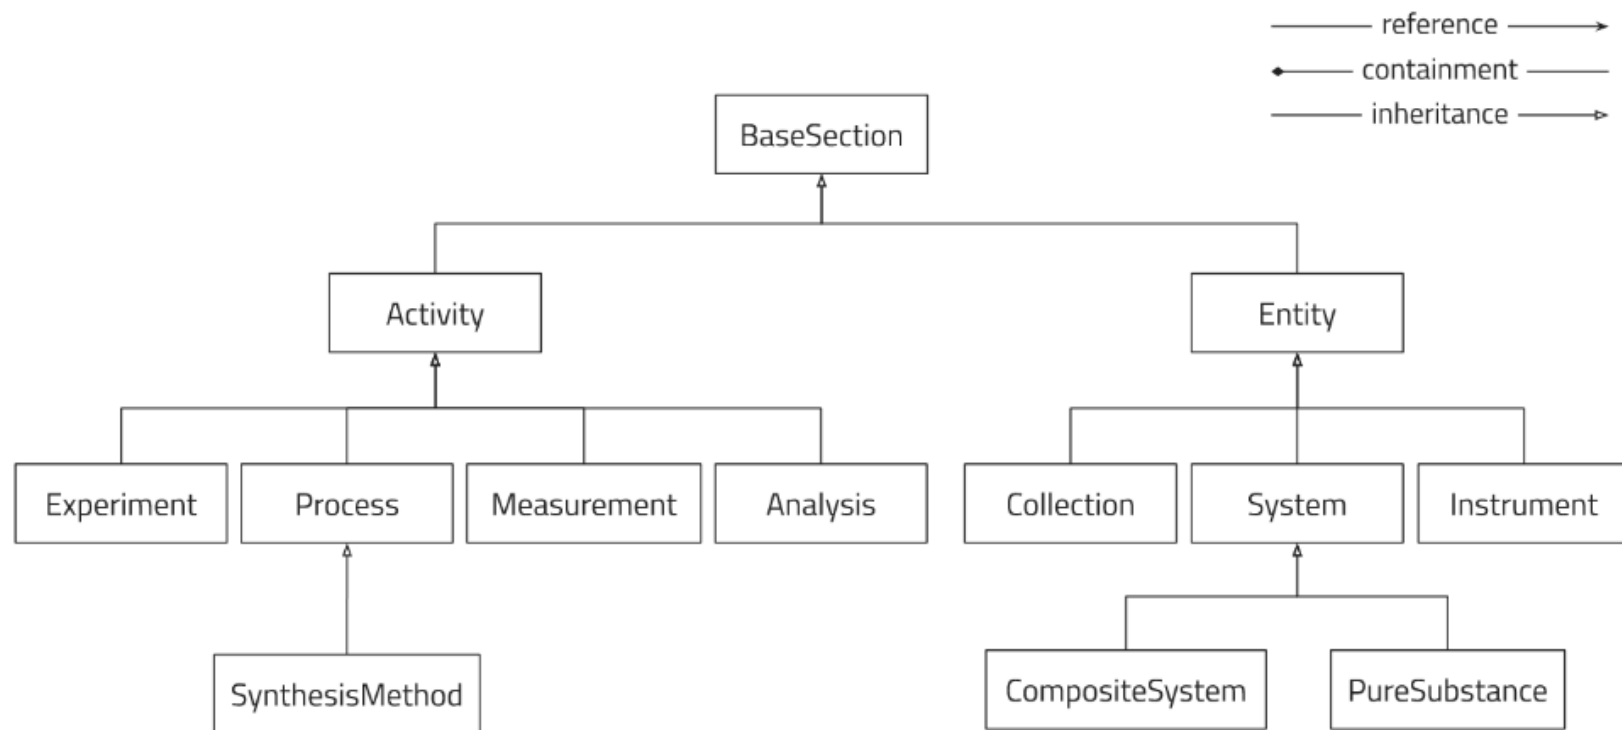 reference
containment
inheritance
BaseSection
Activity
Entity
Experiment
Process
Measurement
Analysis
Collection
System
Instrument
SynthesisMethod
CompositeSystem
PureSubstance